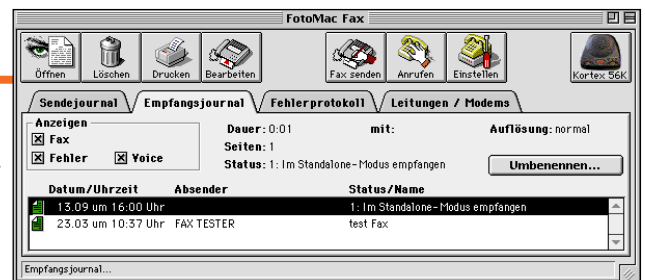 FotoMac Fax
Öffnen Löschen Drucken Bearbeiten Fax senden Anrufen Einstellen Kortex 56K
Sendejournal Empfangsjournal Fehlerprotokoll Leitungen / Modems
Anzeigen
Fax
Fehler Voice
Dauer: 0:01 mit: Auflösung: normal
Seiten: 1
Status: 1: Im Standalone-Modus empfangen
Umbenennen...
Datum/Uhrzeit Absender Status/Name
13.09 um 16:00 Uhr 1: Im Standalone-Modus empfangen
23.03 um 10:37 Uhr FAX TESTER test Fax
Empfangsjournal...